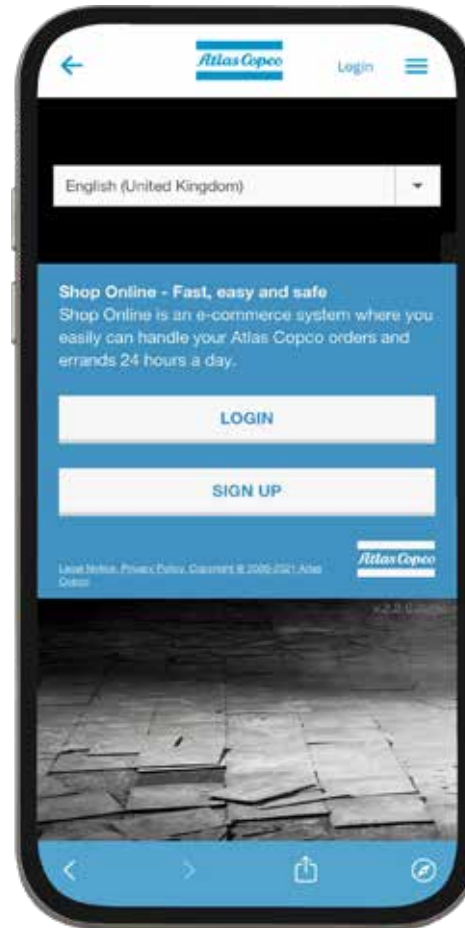 Atlas Copco
Login
English (United Kingdom)
Shop Online - Fast, easy and safe
Shop Online is an e-commerce system where you
easily can handle your Atlas Copco orders and
errands 24 hours a day.
LOGIN
SIGN UP
Atlas Copco
Legal Notice, Privacy Policy, Copyright © 2000-2021 Atlas
Copco